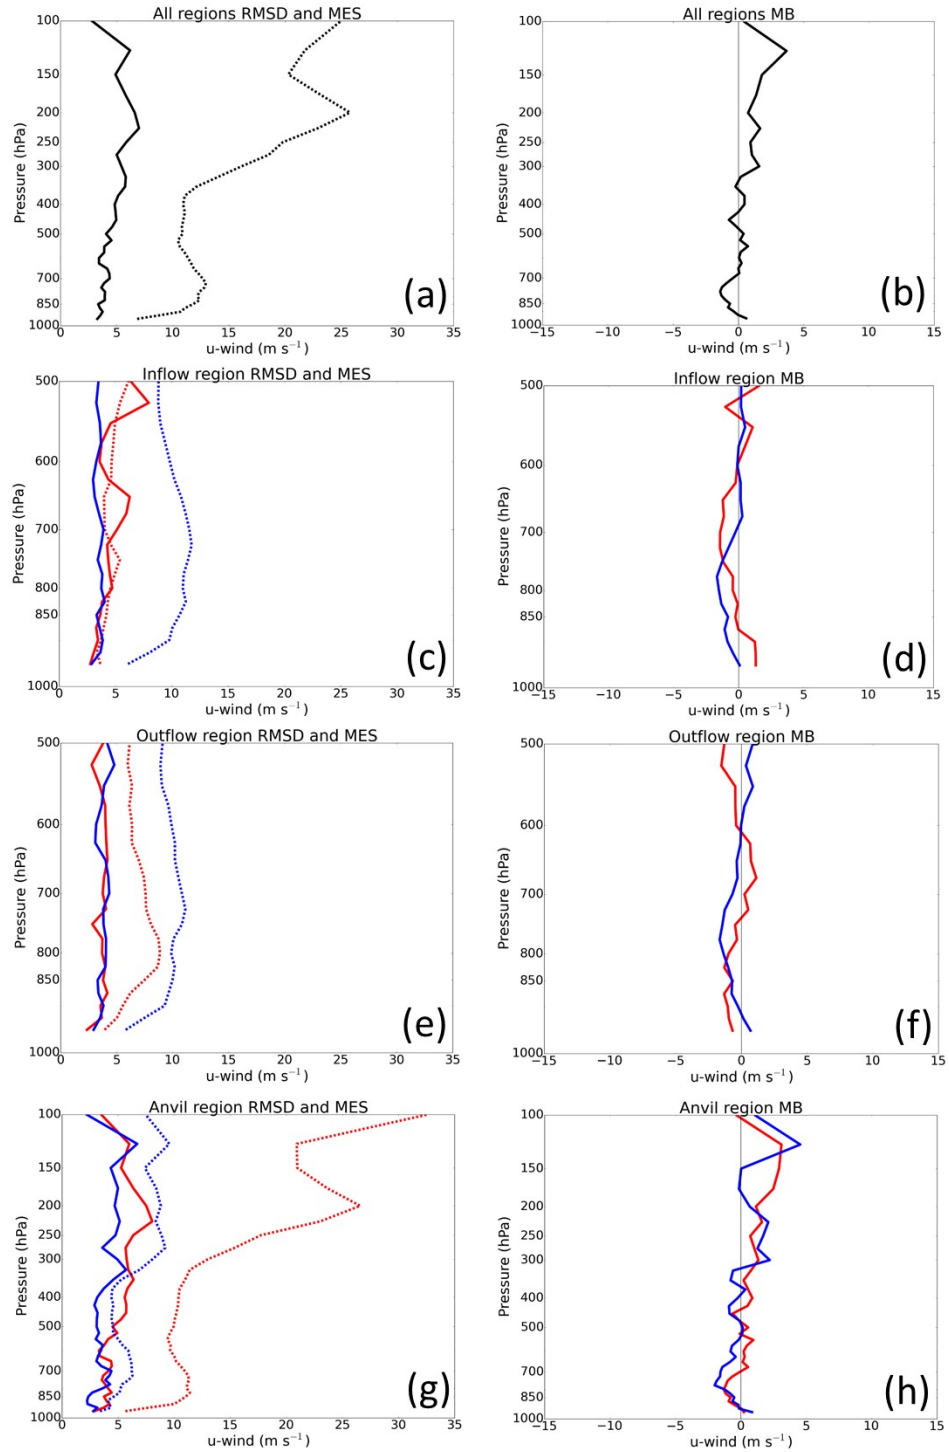 All regions RMSD and MES
100
150
200
250
300
400
500
700
850
1000
Pressure (hPa)
0 5 10 15 20 25 30 35
u-wind (m s⁻¹)
(a)
All regions MB
100
150
200
250
300
400
500
700
850
1000
Pressure (hPa)
−15 −10 −5 0 5 10 15
u-wind (m s⁻¹)
(b)
Inflow region RMSD and MES
500
600
700
800
850
1000
Pressure (hPa)
0 5 10 15 20 25 30 35
u-wind (m s⁻¹)
(c)
Inflow region MB
500
600
700
800
850
1000
Pressure (hPa)
−15 −10 −5 0 5 10 15
u-wind (m s⁻¹)
(d)
Outflow region RMSD and MES
500
600
700
800
850
1000
Pressure (hPa)
0 5 10 15 20 25 30 35
u-wind (m s⁻¹)
(e)
Outflow region MB
500
600
700
800
850
1000
Pressure (hPa)
−15 −10 −5 0 5 10 15
u-wind (m s⁻¹)
(f)
Anvil region RMSD and MES
100
150
200
250
300
400
500
700
850
1000
Pressure (hPa)
0 5 10 15 20 25 30 35
u-wind (m s⁻¹)
(g)
Anvil region MB
100
150
200
250
300
400
500
700
850
1000
Pressure (hPa)
−15 −10 −5 0 5 10 15
u-wind (m s⁻¹)
(h)